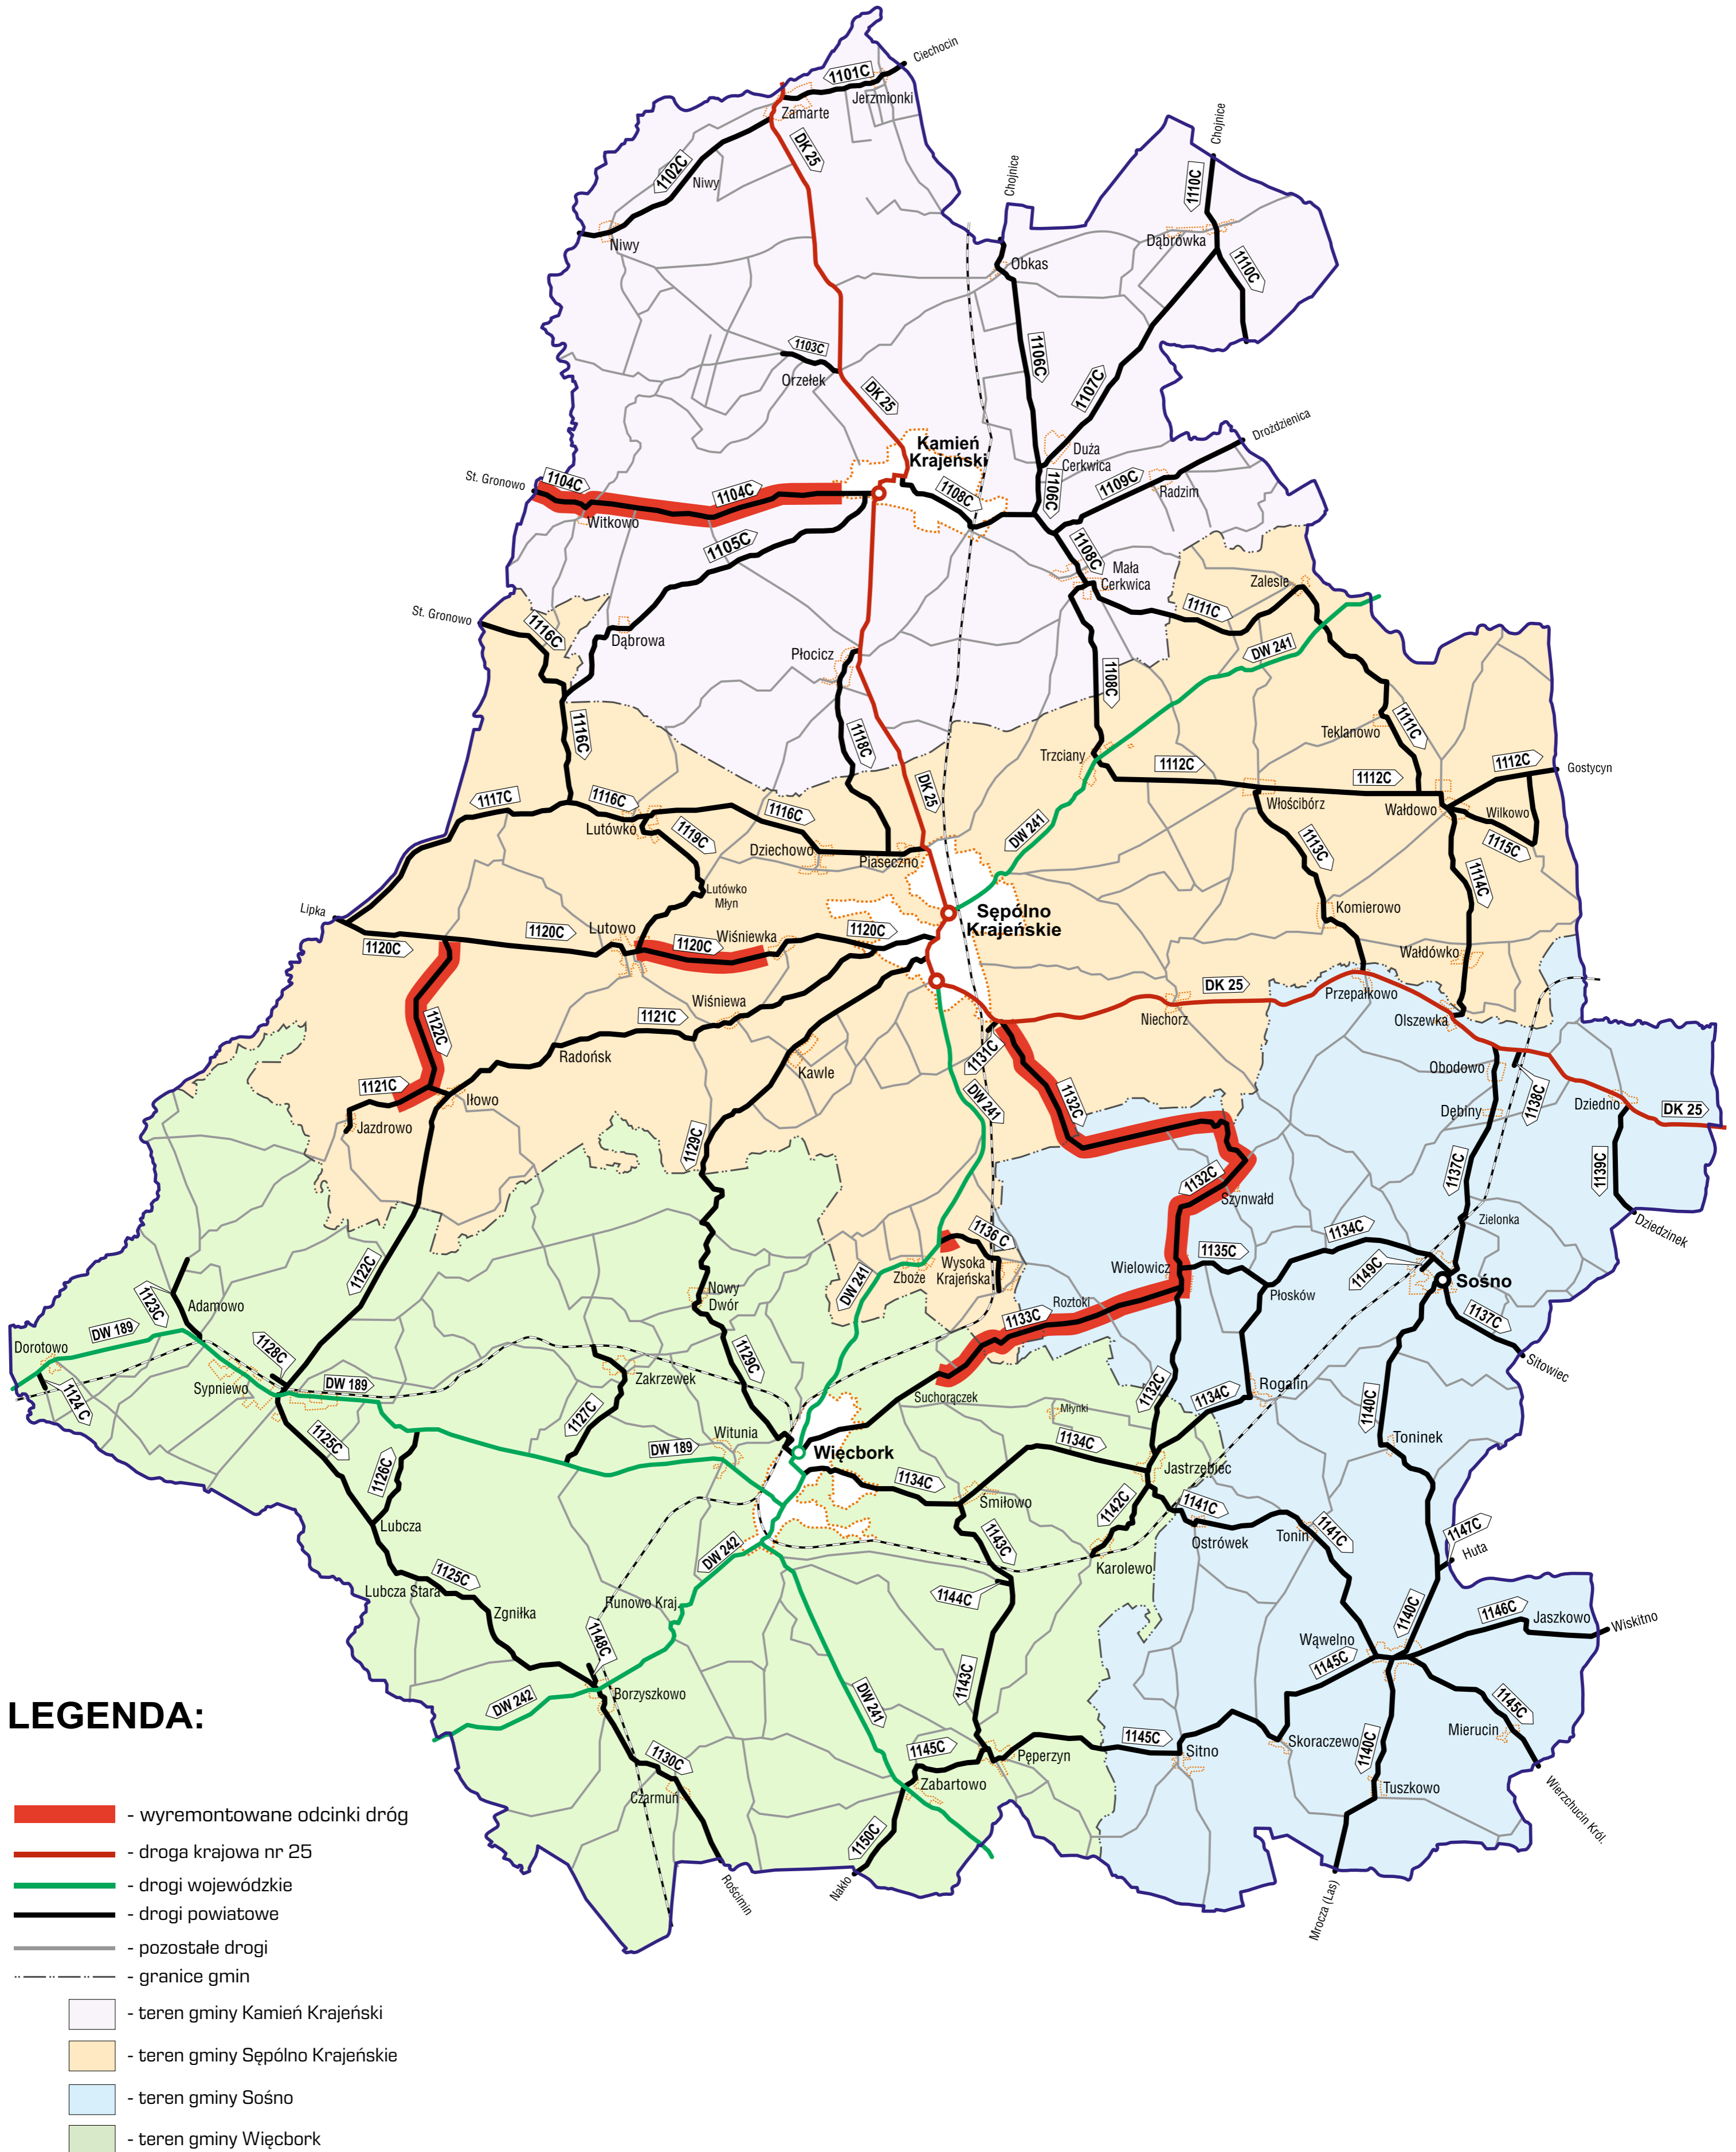 Ciechocin
1101C
Jerzmionki
Zamarte
DK 25
1102C
Niwy
Niwy
Chojnice
Chojnice
1110C
Dąbrówka
1110C
Obkas
1103C
Orzełek
1106C
1107C
DK 25
Kamień
Krajeński
Duża
Cerkwica
Drożdzienica
St. Gronowo
1104C
1104C
Witkowo
1108C
1106C
1109C
Radzim
1105C
1108C
Mała
Cerkwica
Zalesie
St. Gronowo
1116C
Dąbrowa
1111C
Płocicz
DW 241
1108C
1116C
1118C
Teklanowo
1111C
Trzciany
1112C
1112C
1112C
Gostycyn
DK 25
1117C
1116C
1116C
Włościbórz
Wałdowo
Wilkowo
Lutówko
1119C
DW 241
1113C
1115C
Dziechowo
Piaseczno
1114C
Lutówko
Młyn
Lipka
Komierowo
Sępólno
Krajeńskie
1120C
1120C
Lutowo
1120C
Wiśniewka
1120C
Wałdówko
DK 25
Przepałkowo
Wiśniewa
1121C
Niechorz
Olszewka
1122C
Radońsk
1131C
Kawle
Obodowo
1121C
Iłowo
DW 241
1132C
1138C
Dziedno
DK 25
Jazdrowo
Dębiny
1129C
1137C
1139C
1132C
Szynwałd
Zielonka
Dziedzinek
1136 C
1134C
1122C
Zboże
Wysoka
Krajeńska
Wielowicz
1135C
1149C
Sośno
1123C
Adamowo
Nowy
Dwór
DW 241
Roztoki
Płosków
1133C
1137C
DW 189
Dorotowo
1128C
1129C
Sitowiec
1124 C
Sypniewo
DW 189
Zakrzewek
Suchorączek
1132C
Rogalin
1134C
1127C
Młynki
1140C
1125C
Witunia
DW 189
Więcbork
1134C
Toninek
1126C
1134C
Jastrzębiec
Śmiłowo
1142C
1141C
Lubcza
Tonin
1141C
1143C
Ostrówek
1147C
Huta
DW 242
Karolewo
1125C
Lubcza Stara
1144C
Runowo Kraj.
Zgniłka
1140C
1146C
Jaszkowo
Wiskitno
1148C
Wąwelno
1145C
1143C
Borzyszkowo
DW 242
DW 241
1145C
Mierucin
1145C
1145C
Pęperzyn
Sitno
Skoraczewo
1140C
1130C
Czarmuń
Zabartowo
Tuszkowo
Wierzchucin Król.
1150C
Rościmin
Nakło
Mrocza (Las)
LEGENDA:
- wyremontowane odcinki dróg
- droga krajowa nr 25
- drogi wojewódzkie
- drogi powiatowe
- pozostałe drogi
- granice gmin
- teren gminy Kamień Krajeński
- teren gminy Sępólno Krajeńskie
- teren gminy Sośno
- teren gminy Więcbork